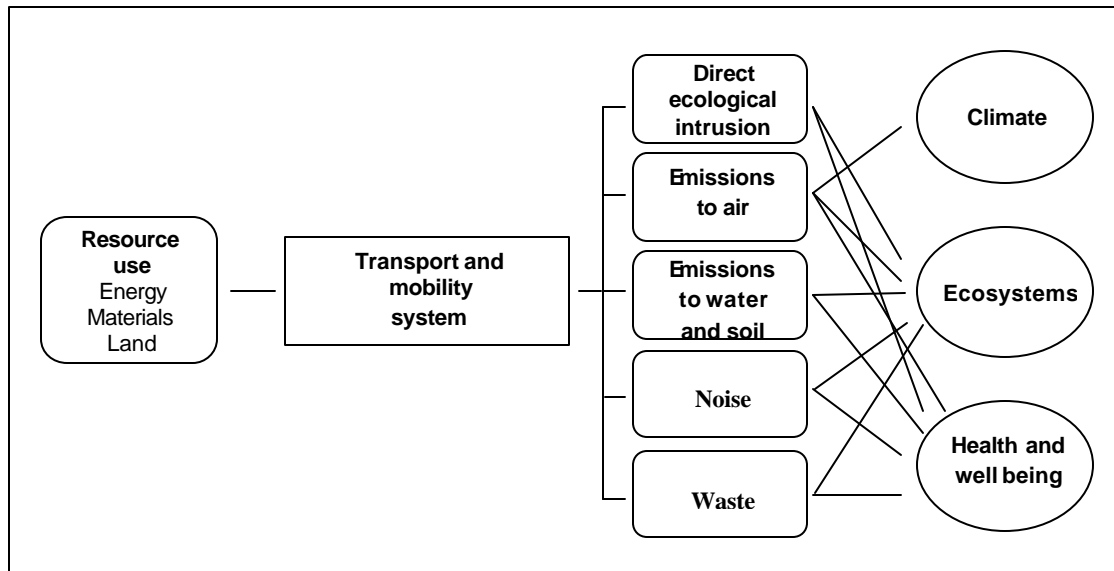 Resource
use
Energy
Materials
Land
Transport and
mobility
system
Direct
ecological
intrusion
Emissions
to air
Emissions
to water
and soil
Noise
Waste
Climate
Ecosystems
Health and
well being